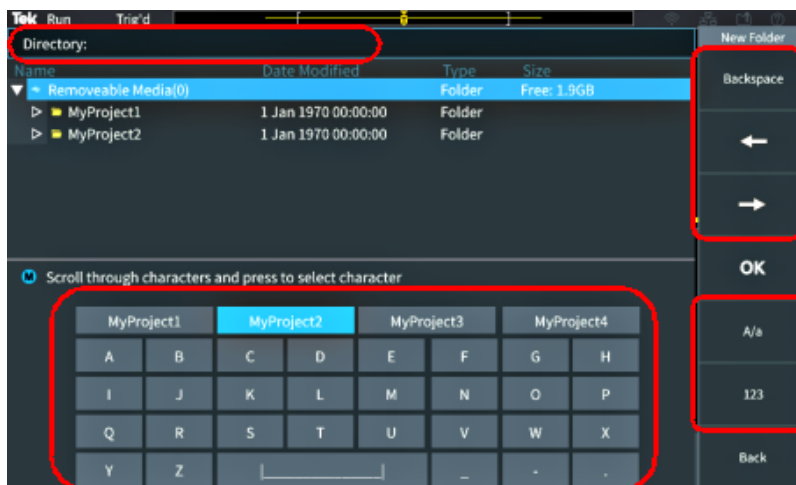 Tek Run Trig'd
New Folder
Directory:
Name Date Modified Type Size
Removeable Media(0) Folder Free: 1.9GB
MyProject1 1 Jan 1970 00:00:00 Folder
MyProject2 1 Jan 1970 00:00:00 Folder
Backspace
OK
A/a
123
Back
M Scroll through characters and press to select character
MyProject1 MyProject2 MyProject3 MyProject4
A B C D E F G H
I J K L M N O P
Q R S T U V W X
Y Z _ - .